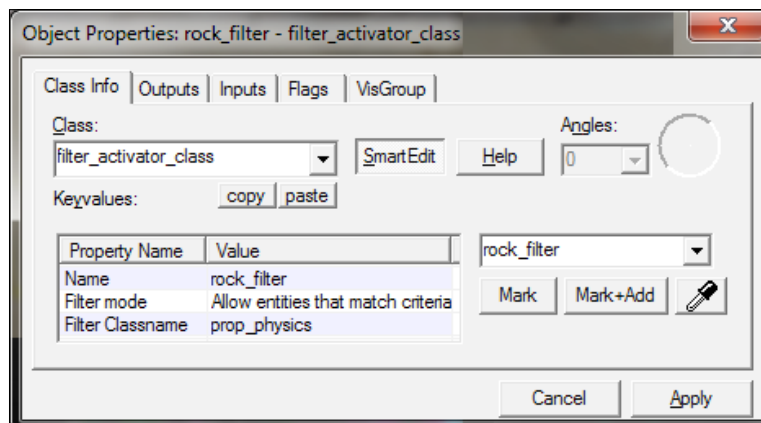 Object Properties: rock_filter - filter_activator_class
Class Info Outputs Inputs Flags VisGroup
Class: Angles:
filter_activator_class SmartEdit Help 0
Keyvalues: copy paste
Property Name Value rock_filter
Name rock_filter
Filter mode Allow entities that match criteria Mark Mark+Add
Filter Classname prop_physics
Cancel Apply